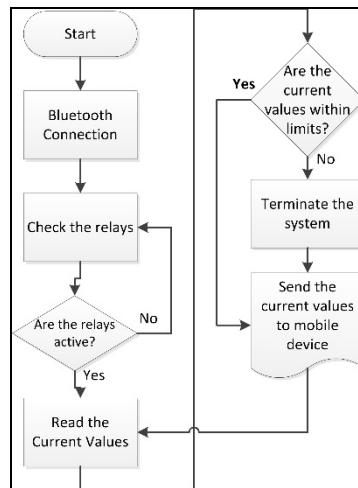 Start
Bluetooth
Connection
Check the relays
Are the relays
active?
No
Yes
Read the
Current Values
Yes
Are the
current
values within
limits?
No
Terminate the
system
Send the
current values
to mobile
device